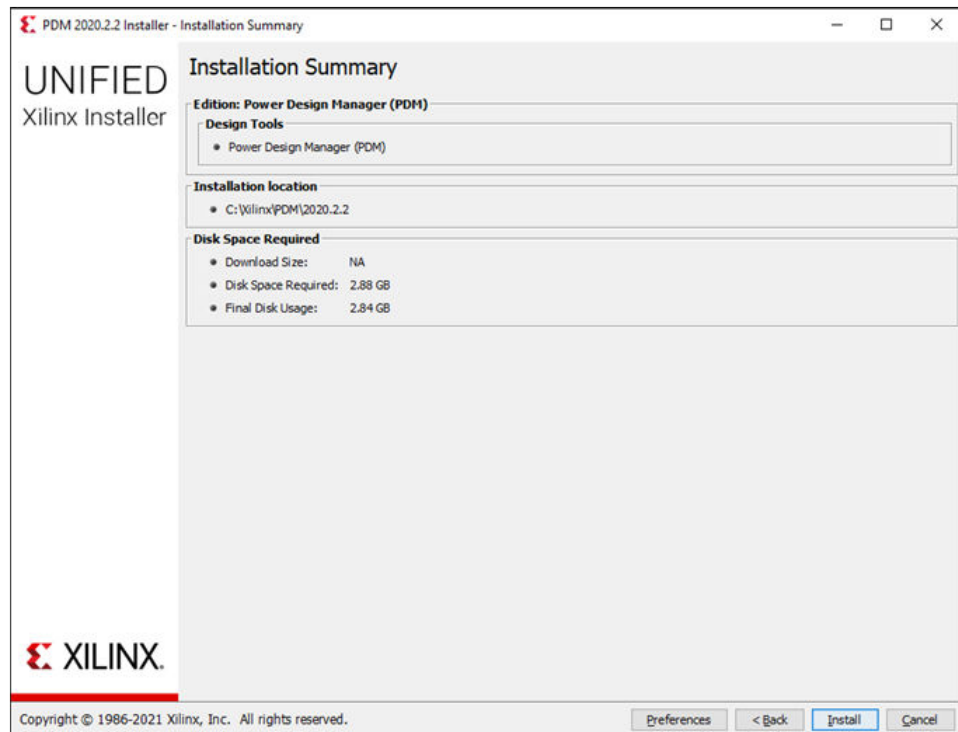 PDM 2020.2.2 Installer - Installation Summary
UNIFIED
Xilinx Installer
Installation Summary
Edition: Power Design Manager (PDM)
Design Tools
Power Design Manager (PDM)
Installation location
C:\Xilinx\PDM\2020.2.2
Disk Space Required
Download Size: NA
Disk Space Required: 2.88 GB
Final Disk Usage: 2.84 GB
XILINX.
Copyright © 1986-2021 Xilinx, Inc. All rights reserved.
Preferences < Back Install Cancel